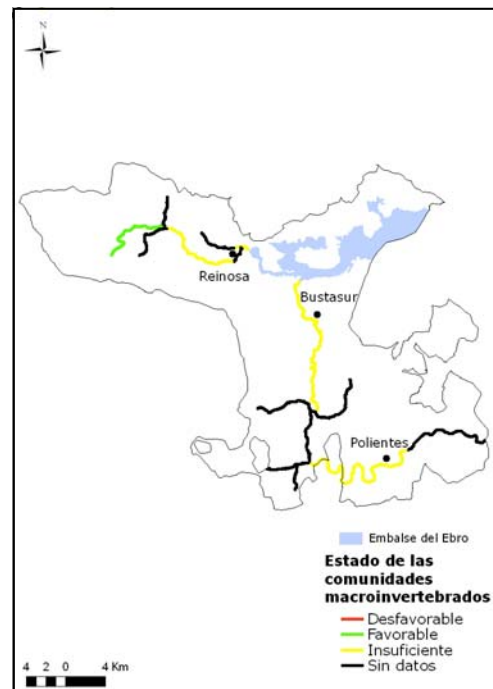 N
Reinosa
Bustasur
Polientes
Embalse del Ebro
Estado de las
comunidades
macroinvertebrados
Desfavorable
Favorable
Insuficiente
Sin datos
4 2 0 4 Km